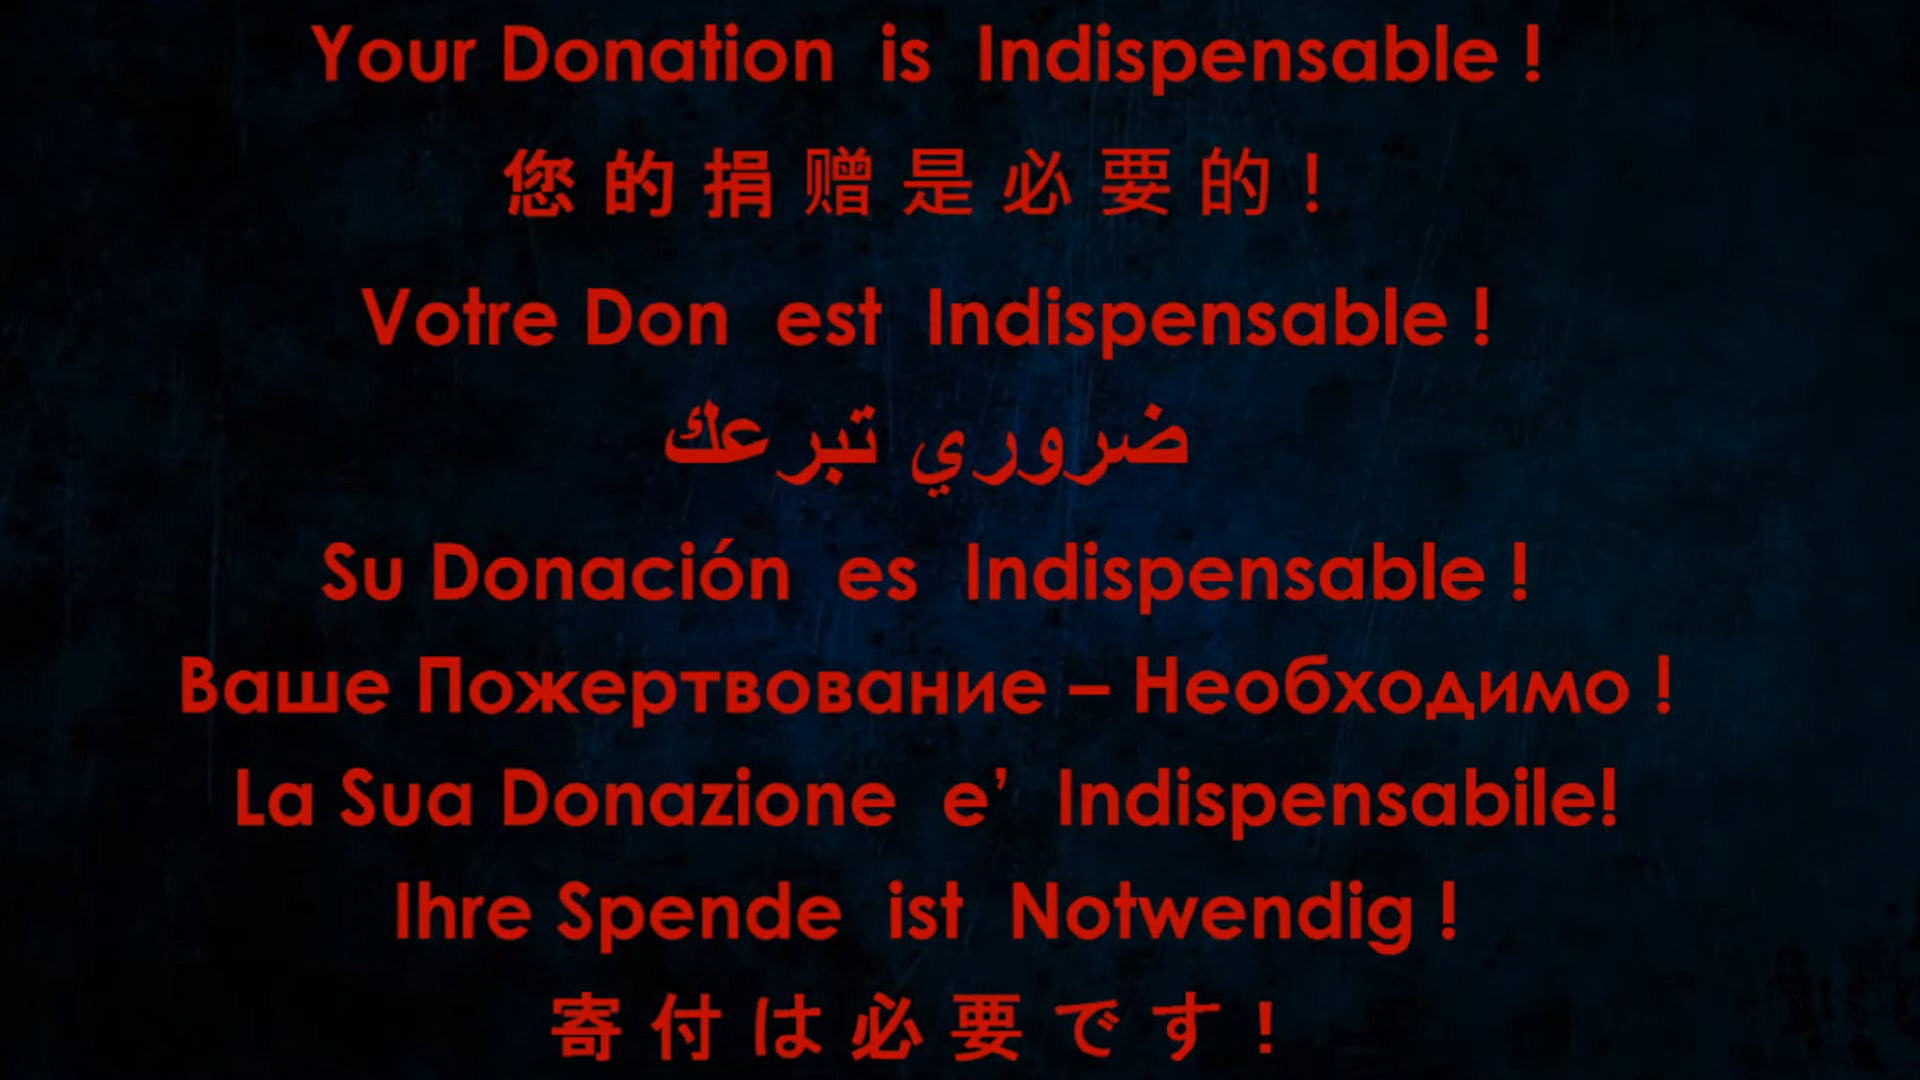 Your Donation is Indispensable !
您的捐赠是必要的!
Votre Don est Indispensable !
ضروري تبرعك
Su Donación es Indispensable !
Ваше Пожертвование – Необходимо !
La Sua Donazione e’ Indispensabile!
Ihre Spende ist Notwendig !
寄付は必要です!